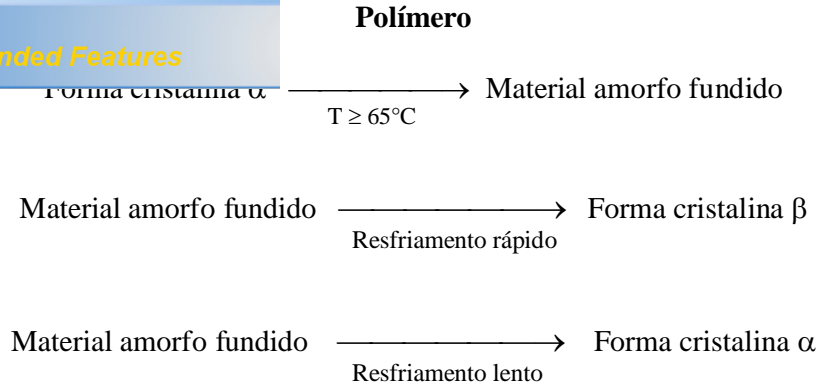 Polímero
nded Features
Forma cristalina α ⟶ Material amorfo fundido
T ≥ 65°C
Material amorfo fundido ⟶ Forma cristalina β
Resfriamento rápido
Material amorfo fundido ⟶ Forma cristalina α
Resfriamento lento